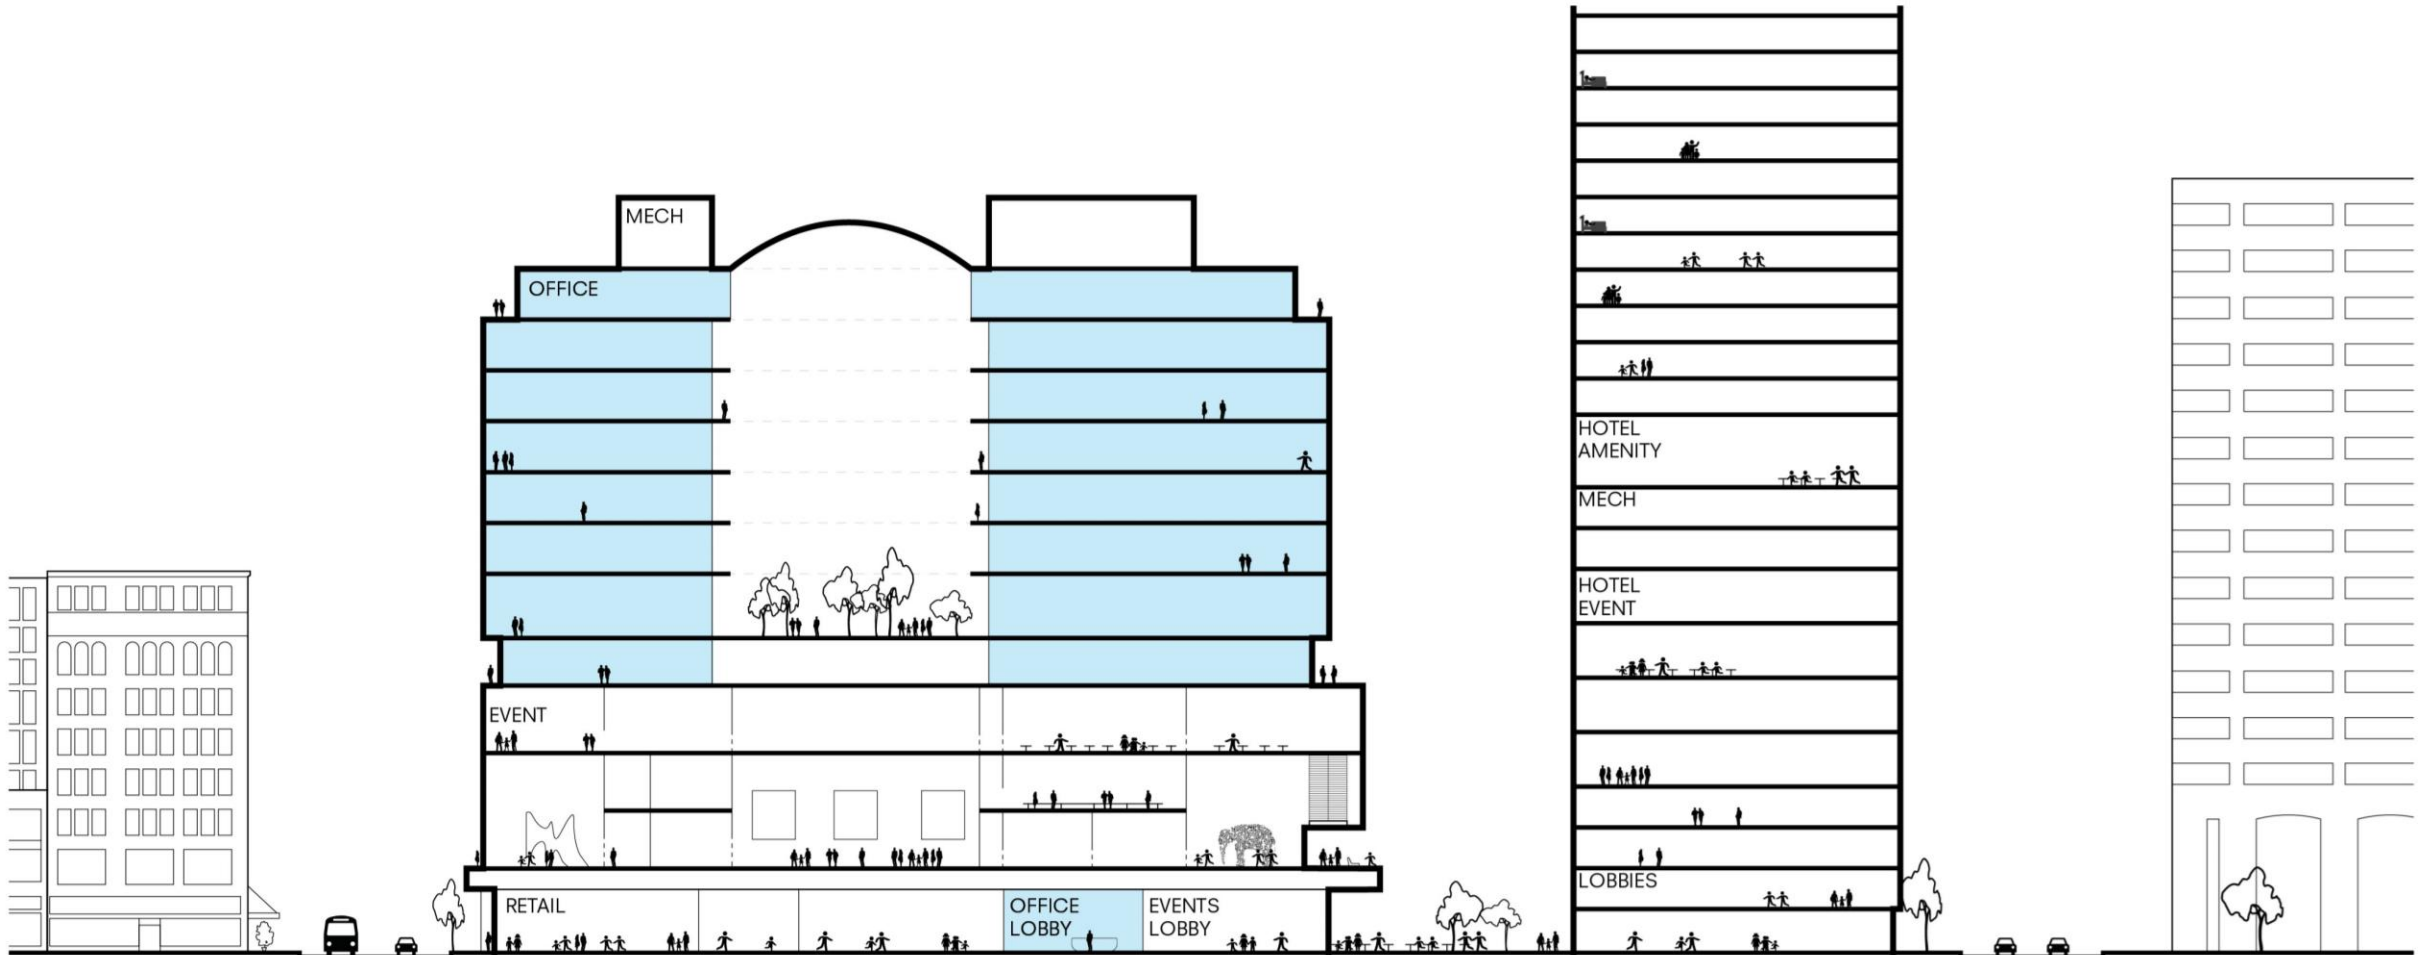 MECH
OFFICE
HOTEL
AMENITY
MECH
HOTEL
EVENT
EVENT
LOBBIES
RETAIL
OFFICE
LOBBY
EVENTS
LOBBY